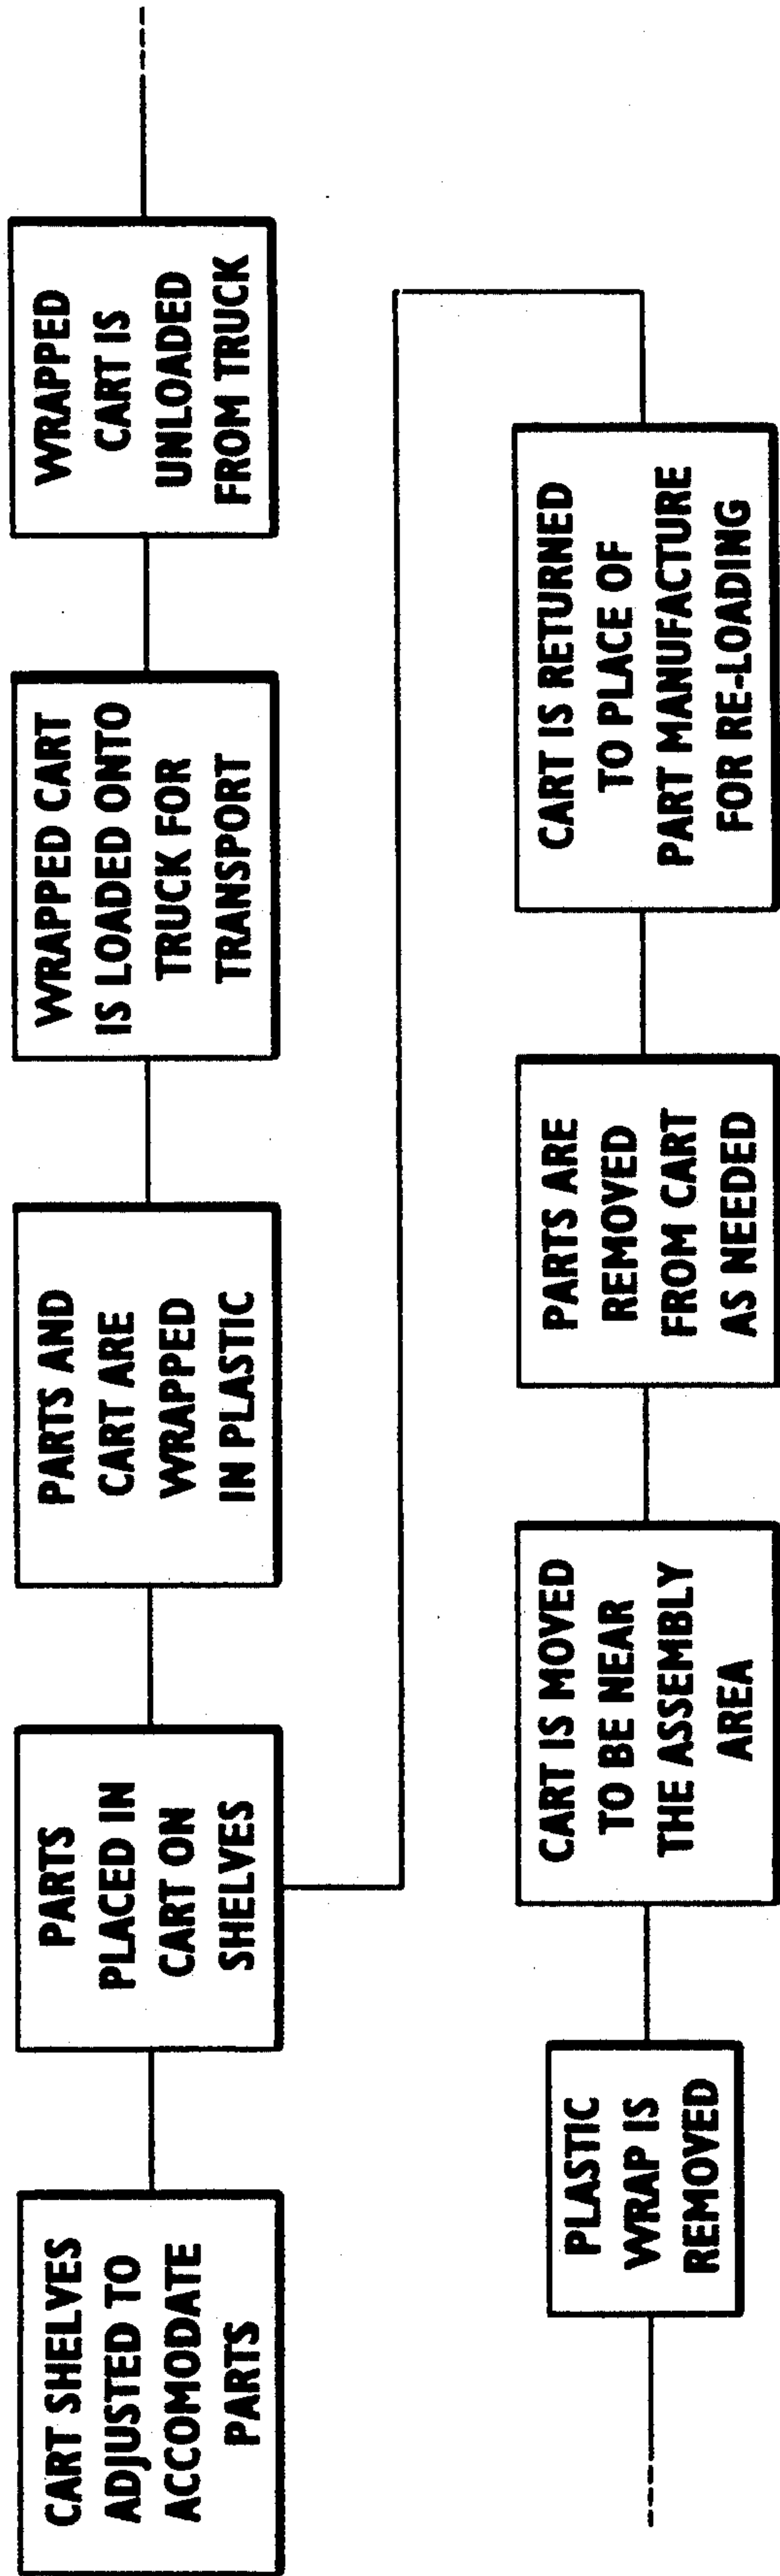 CART SHELVES
ADJUSTED TO
ACCOMODATE
PARTS
PARTS
PLACED IN
CART ON
SHELVES
PARTS AND
CART ARE
WRAPPED
IN PLASTIC
WRAPPED CART
IS LOADED ONTO
TRUCK FOR
TRANSPORT
WRAPPED
CART IS
UNLOADED
FROM TRUCK
PLASTIC
WRAP IS
REMOVED
CART IS MOVED
TO BE NEAR
THE ASSEMBLY
AREA
PARTS ARE
REMOVED
FROM CART
AS NEEDED
CART IS RETURNED
TO PLACE OF
PART MANUFACTURE
FOR RE-LOADING